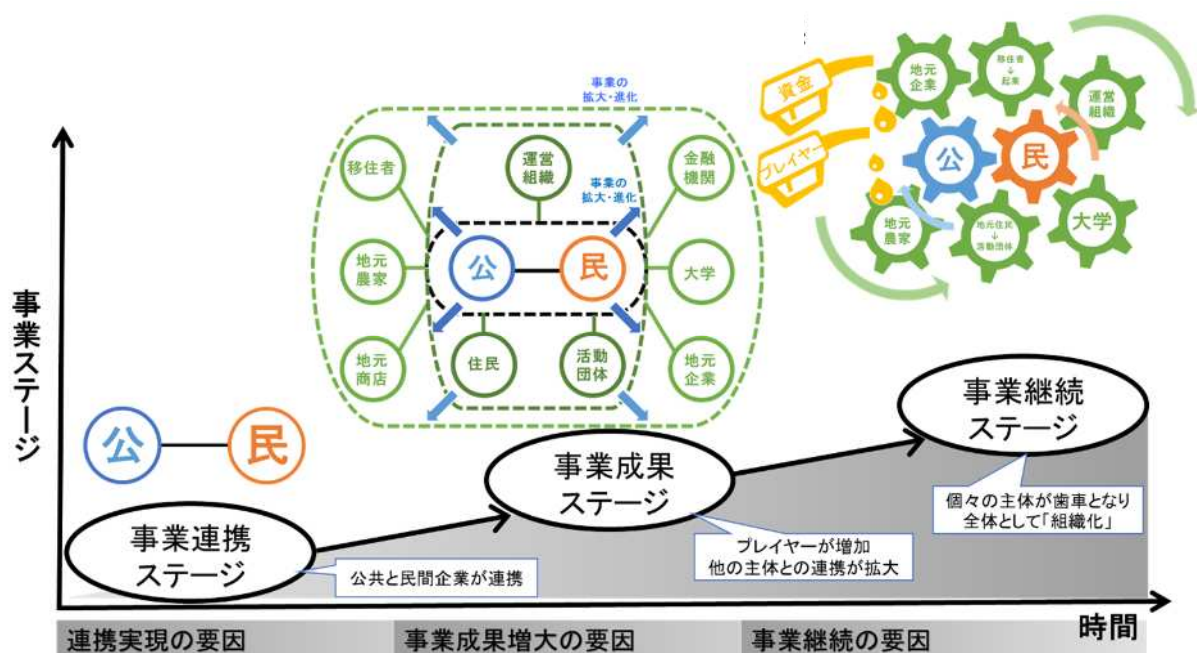 事業ステージ
公
民
事業連携
ステージ
公共と民間企業が連携
事業の
拡大・進化
事業の
拡大・進化
移住者
地元
農家
地元
商店
運営
組織
公
民
住民
活動
団体
金融
機関
大学
地元
企業
事業成果
ステージ
プレイヤーが増加
他の主体との連携が拡大
資金
プレイヤー
地元
企業
移住者
↓
起業
運営
組織
公
民
地元
農家
地元住民
↓
活動団体
大学
事業継続
ステージ
個々の主体が歯車となり
全体として「組織化」
時間
連携実現の要因
事業成果増大の要因
事業継続の要因